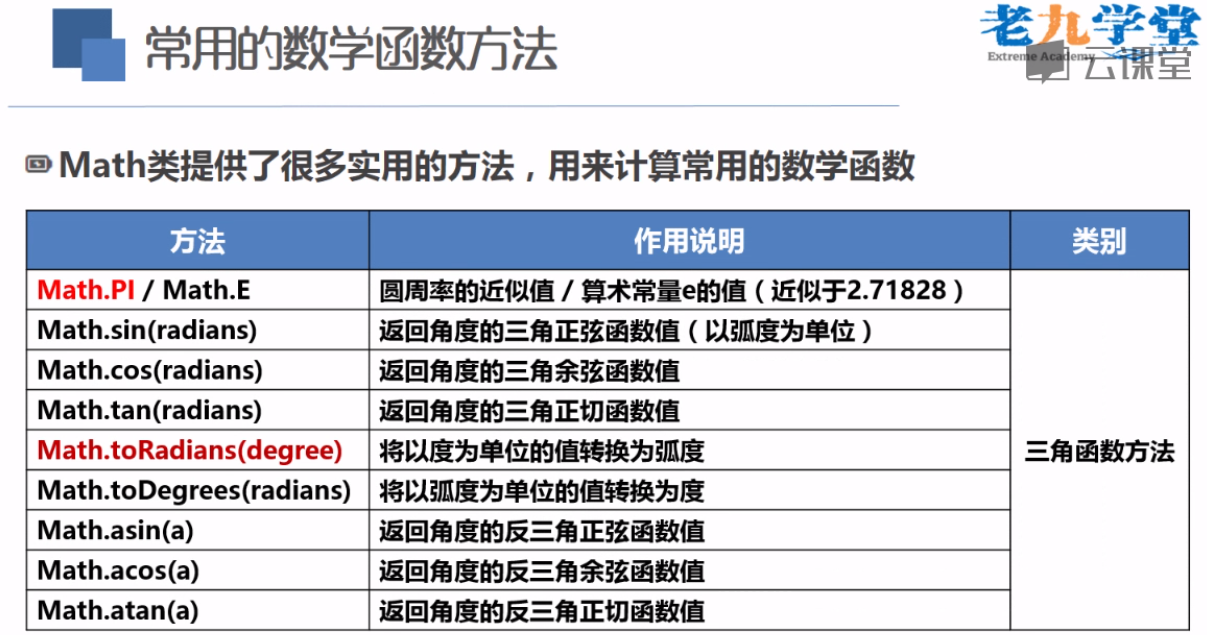 常用的数学函数方法
老九学堂
Extreme Academy
云课堂
Math类提供了很多实用的方法，用来计算常用的数学函数
方法 作用说明 类别
Math.PI / Math.E 圆周率的近似值 / 算术常量e的值（近似于2.71828）
Math.sin(radians) 返回角度的三角正弦函数值（以弧度为单位）
Math.cos(radians) 返回角度的三角余弦函数值
Math.tan(radians) 返回角度的三角正切函数值
Math.toRadians(degree) 将以度为单位的值转换为弧度 三角函数方法
Math.toDegrees(radians) 将以弧度为单位的值转换为度
Math.asin(a) 返回角度的反三角正弦函数值
Math.acos(a) 返回角度的反三角余弦函数值
Math.atan(a) 返回角度的反三角正切函数值